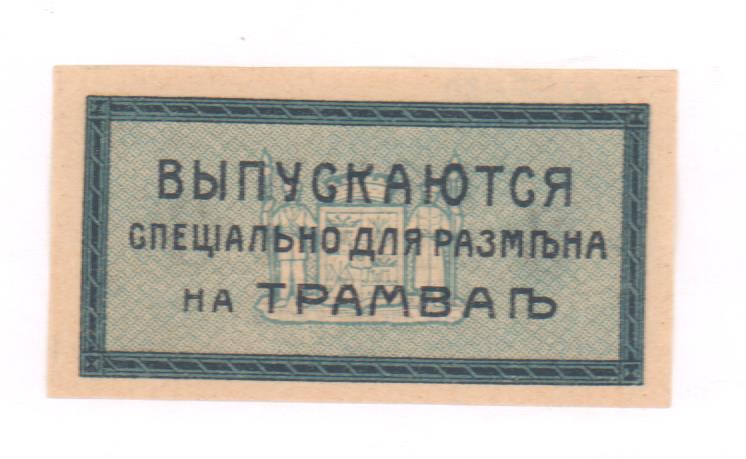 ВЫПУСКАЮТСЯ
СПЕЦІАЛЬНО ДЛЯ РАЗМѢНА
НА ТРАМВАѢ